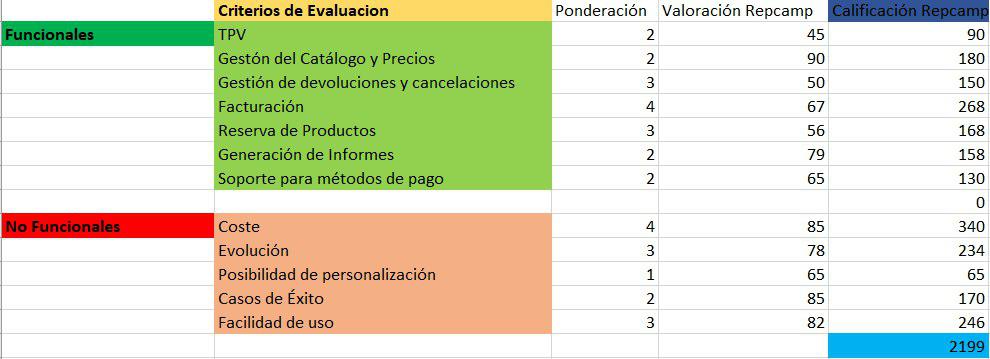 Criterios de Evaluacion Ponderación Valoración Repcamp Calificación Repcamp
Funcionales TPV 2 45 90
Gestón del Catálogo y Precios 2 90 180
Gestión de devoluciones y cancelaciones 3 50 150
Facturación 4 67 268
Reserva de Productos 3 56 168
Generación de Informes 2 79 158
Soporte para métodos de pago 2 65 130
0
No Funcionales Coste 4 85 340
Evolución 3 78 234
Posibilidad de personalización 1 65 65
Casos de Éxito 2 85 170
Facilidad de uso 3 82 246
2199